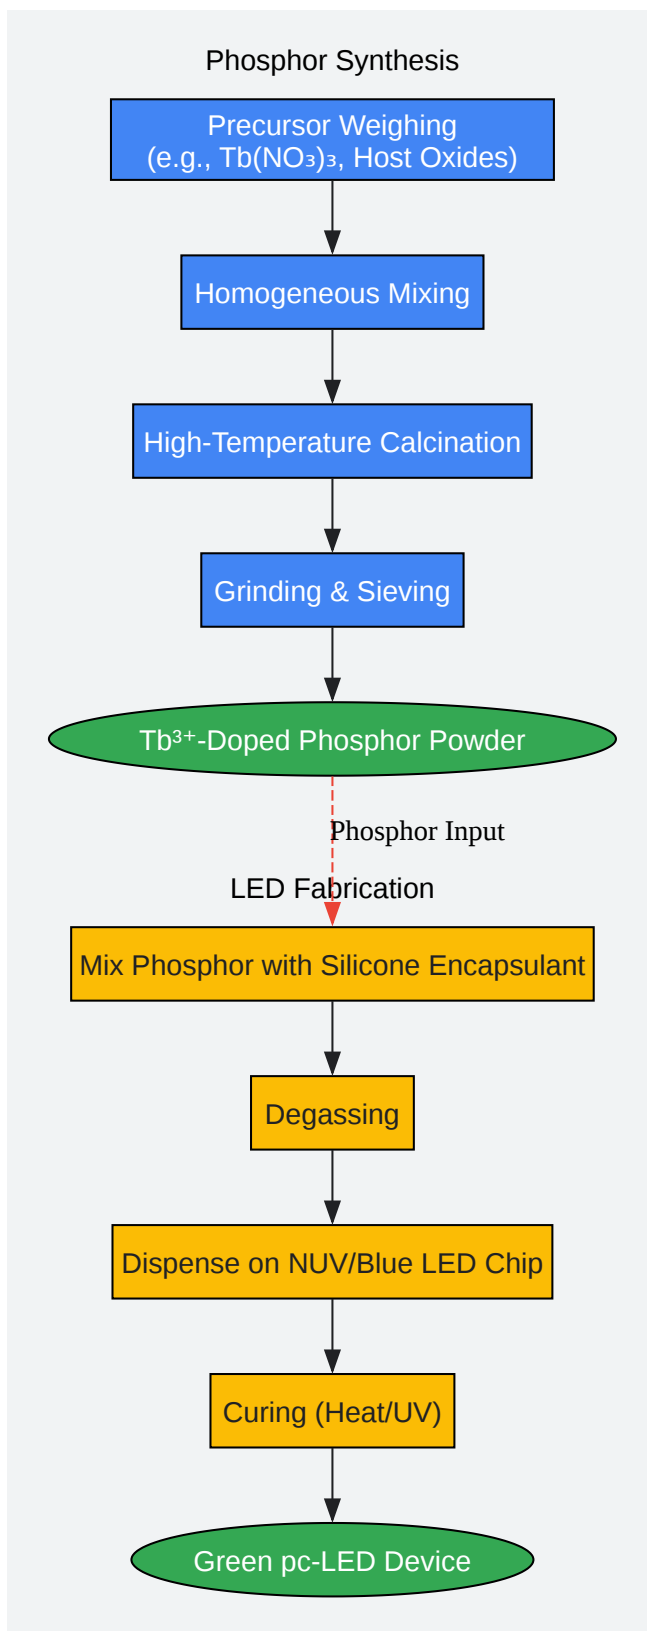 Phosphor Synthesis
Precursor Weighing
(e.g., Tb(NO₃)₃, Host Oxides)
Homogeneous Mixing
High-Temperature Calcination
Grinding & Sieving
Tb³⁺-Doped Phosphor Powder
Phosphor Input
LED Fabrication
Mix Phosphor with Silicone Encapsulant
Degassing
Dispense on NUV/Blue LED Chip
Curing (Heat/UV)
Green pc-LED Device